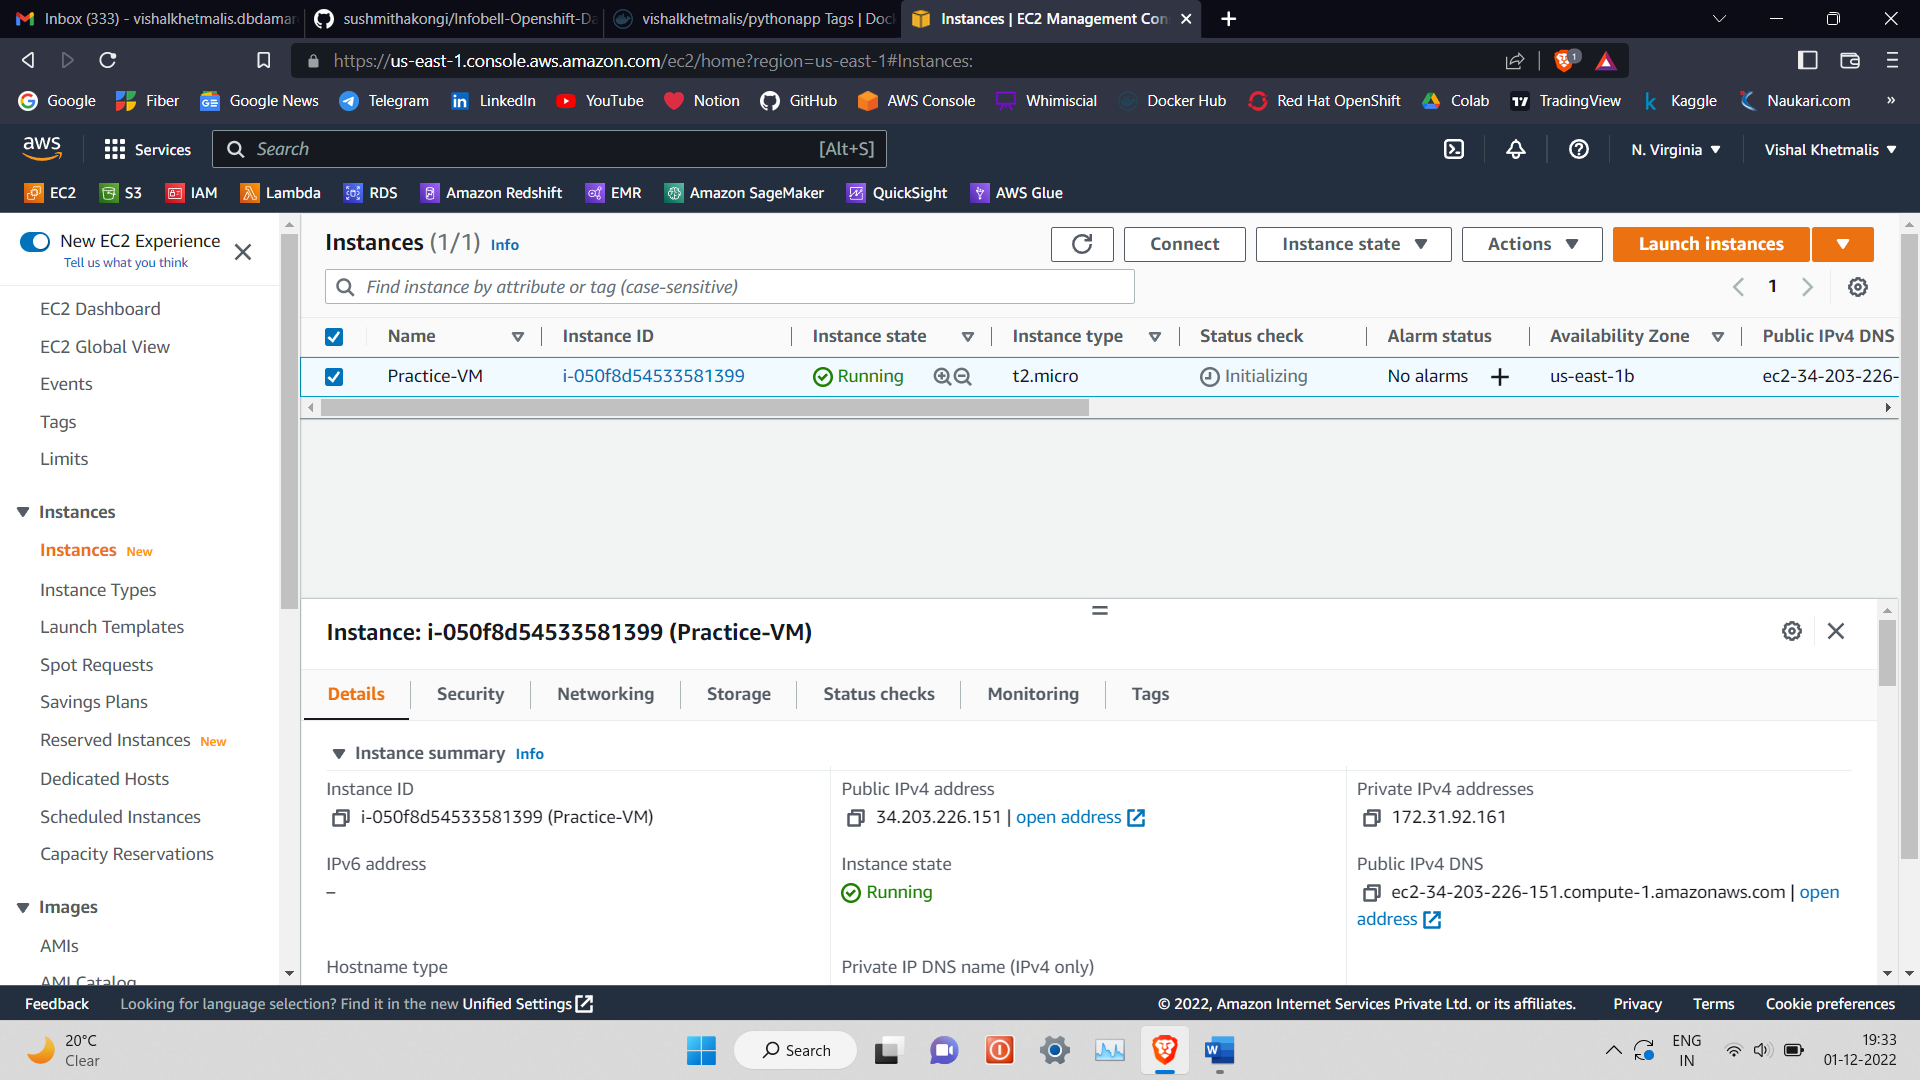 Inbox (333) - vishalkhetmalis.dbdama
sushmithakongi/Infobell-Openshift-Da
vishalkhetmalis/pythonapp Tags | Doc
Instances | EC2 Management Con
https://us-east-1.console.aws.amazon.com/ec2/home?region=us-east-1#Instances:
1
Google Fiber Google News Telegram LinkedIn YouTube Notion GitHub AWS Console Whimiscial Docker Hub Red Hat OpenShift Colab TradingView Kaggle Naukari.com »
aws Services Search [Alt+S] N. Virginia Vishal Khetmalis
EC2 S3 IAM Lambda RDS Amazon Redshift EMR Amazon SageMaker QuickSight AWS Glue
New EC2 Experience
Tell us what you think
EC2 Dashboard
EC2 Global View
Events
Tags
Limits
Instances
Instances New
Instance Types
Launch Templates
Spot Requests
Savings Plans
Reserved Instances New
Dedicated Hosts
Scheduled Instances
Capacity Reservations
Images
AMIs
AMI Catalog
Instances (1/1) Info
Connect Instance state Actions Launch instances
Find instance by attribute or tag (case-sensitive)
1
Name Instance ID Instance state Instance type Status check Alarm status Availability Zone Public IPv4 DNS
Practice-VM i-050f8d54533581399 Running t2.micro Initializing No alarms us-east-1b ec2-34-203-226-
Instance: i-050f8d54533581399 (Practice-VM)
Details Security Networking Storage Status checks Monitoring Tags
Instance summary Info
Instance ID
i-050f8d54533581399 (Practice-VM)
Public IPv4 address
34.203.226.151 | open address
Private IPv4 addresses
172.31.92.161
IPv6 address
–
Instance state
Running
Public IPv4 DNS
ec2-34-203-226-151.compute-1.amazonaws.com | open
address
Hostname type
Private IP DNS name (IPv4 only)
Feedback Looking for language selection? Find it in the new Unified Settings © 2022, Amazon Internet Services Private Ltd. or its affiliates. Privacy Terms Cookie preferences
20°C
Clear
Search
ENG
IN
19:33
01-12-2022